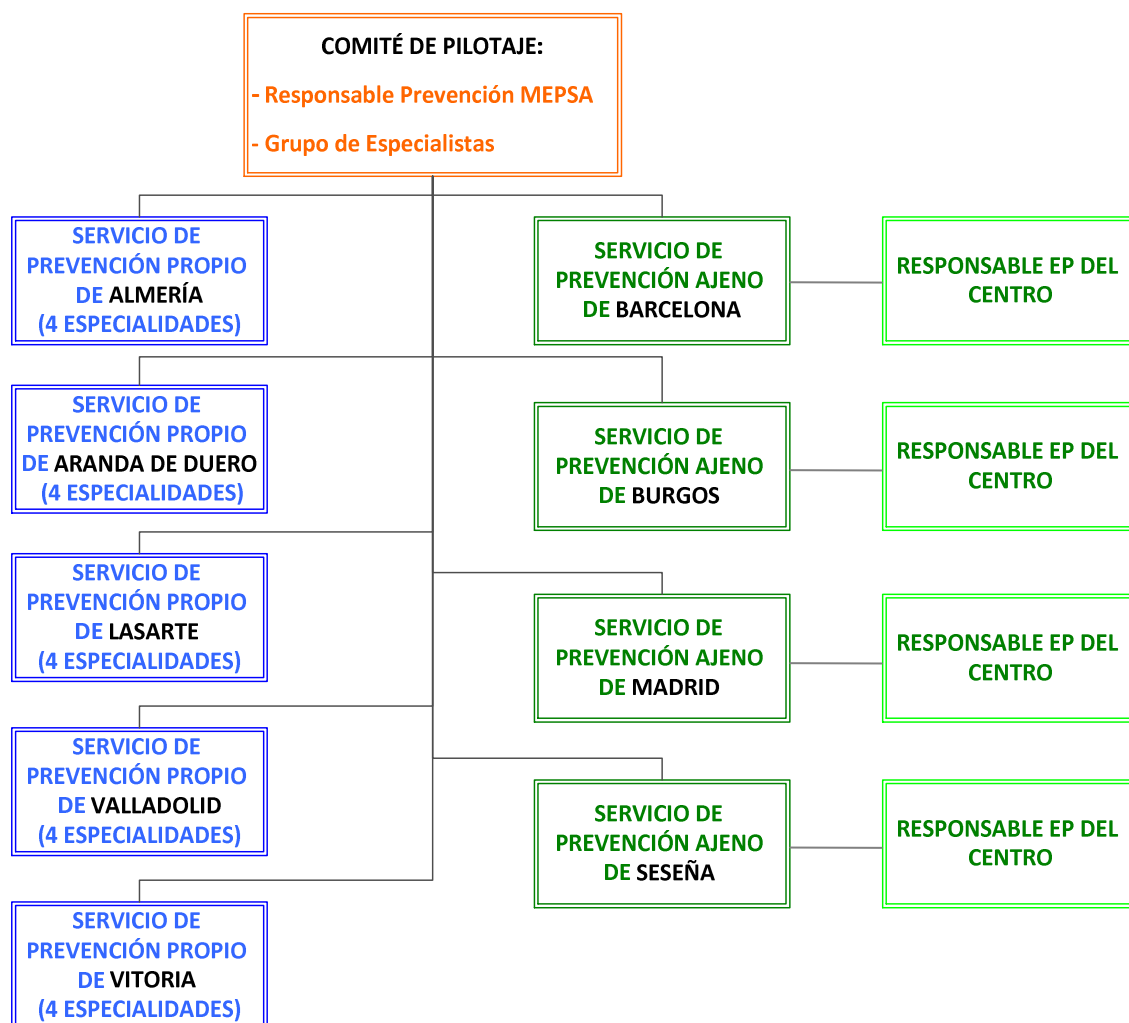 COMITÉ DE PILOTAJE:
- Responsable Prevención MEPSA
- Grupo de Especialistas
SERVICIO DE
PREVENCIÓN PROPIO
DE ALMERÍA
(4 ESPECIALIDADES)
SERVICIO DE
PREVENCIÓN AJENO
DE BARCELONA
RESPONSABLE EP DEL
CENTRO
SERVICIO DE
PREVENCIÓN PROPIO
DE ARANDA DE DUERO
(4 ESPECIALIDADES)
SERVICIO DE
PREVENCIÓN AJENO
DE BURGOS
RESPONSABLE EP DEL
CENTRO
SERVICIO DE
PREVENCIÓN PROPIO
DE LASARTE
(4 ESPECIALIDADES)
SERVICIO DE
PREVENCIÓN AJENO
DE MADRID
RESPONSABLE EP DEL
CENTRO
SERVICIO DE
PREVENCIÓN PROPIO
DE VALLADOLID
(4 ESPECIALIDADES)
SERVICIO DE
PREVENCIÓN AJENO
DE SESEÑA
RESPONSABLE EP DEL
CENTRO
SERVICIO DE
PREVENCIÓN PROPIO
DE VITORIA
(4 ESPECIALIDADES)